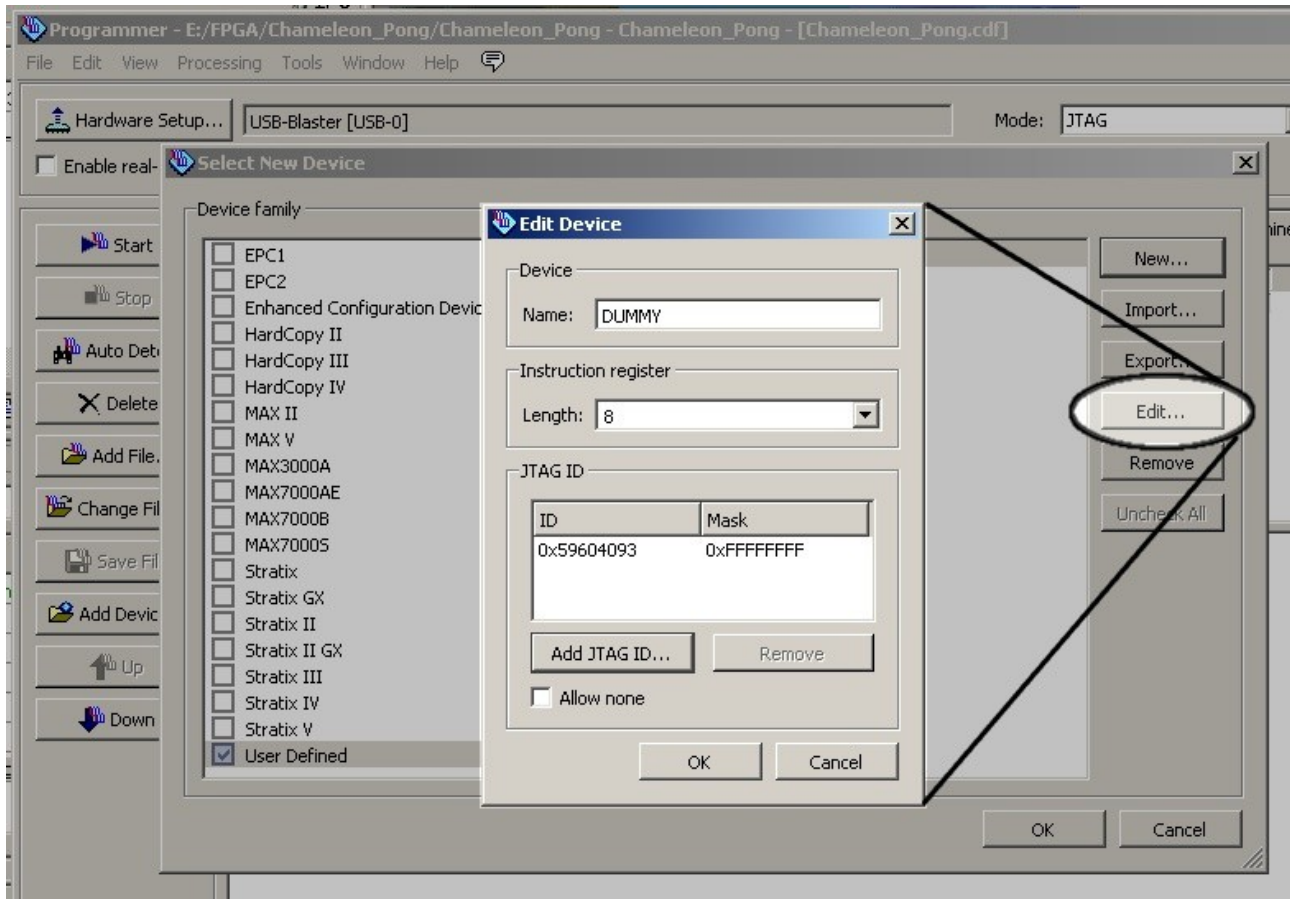 Programmer - E:/FPGA/Chameleon_Pong/Chameleon_Pong - Chameleon_Pong - [Chameleon_Pong.cdf]
File Edit View Processing Tools Window Help
Hardware Setup... USB-Blaster [USB-0] Mode: JTAG
Enable real-
Select New Device
Device family
Start
Stop
Auto Dete
Delete
Add File.
Change Fil
Save Fil
Add Devic
Up
Down
EPC1
EPC2
Enhanced Configuration Devic
HardCopy II
HardCopy III
HardCopy IV
MAX II
MAX V
MAX3000A
MAX7000AE
MAX7000B
MAX7000S
Stratix
Stratix GX
Stratix II
Stratix II GX
Stratix III
Stratix IV
Stratix V
User Defined
Edit Device
Device
Name: DUMMY
Instruction register
Length: 8
JTAG ID
ID Mask
0x59604093 0xFFFFFFFF
Add JTAG ID... Remove
Allow none
OK Cancel
New...
Import...
Export...
Edit...
Remove
Uncheck All
OK Cancel